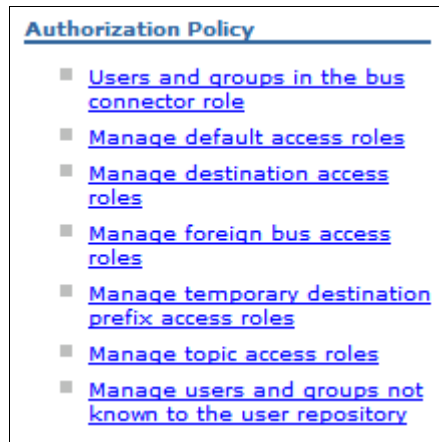 Authorization Policy
Users and groups in the bus
connector role
Manage default access roles
Manage destination access
roles
Manage foreign bus access
roles
Manage temporary destination
prefix access roles
Manage topic access roles
Manage users and groups not
known to the user repository